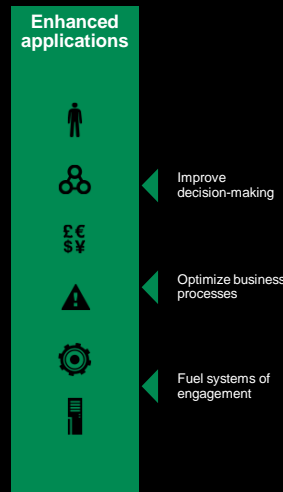 Enhanced
applications
Improve
decision-making
£€
$¥
Optimize business
processes
Fuel systems of
engagement